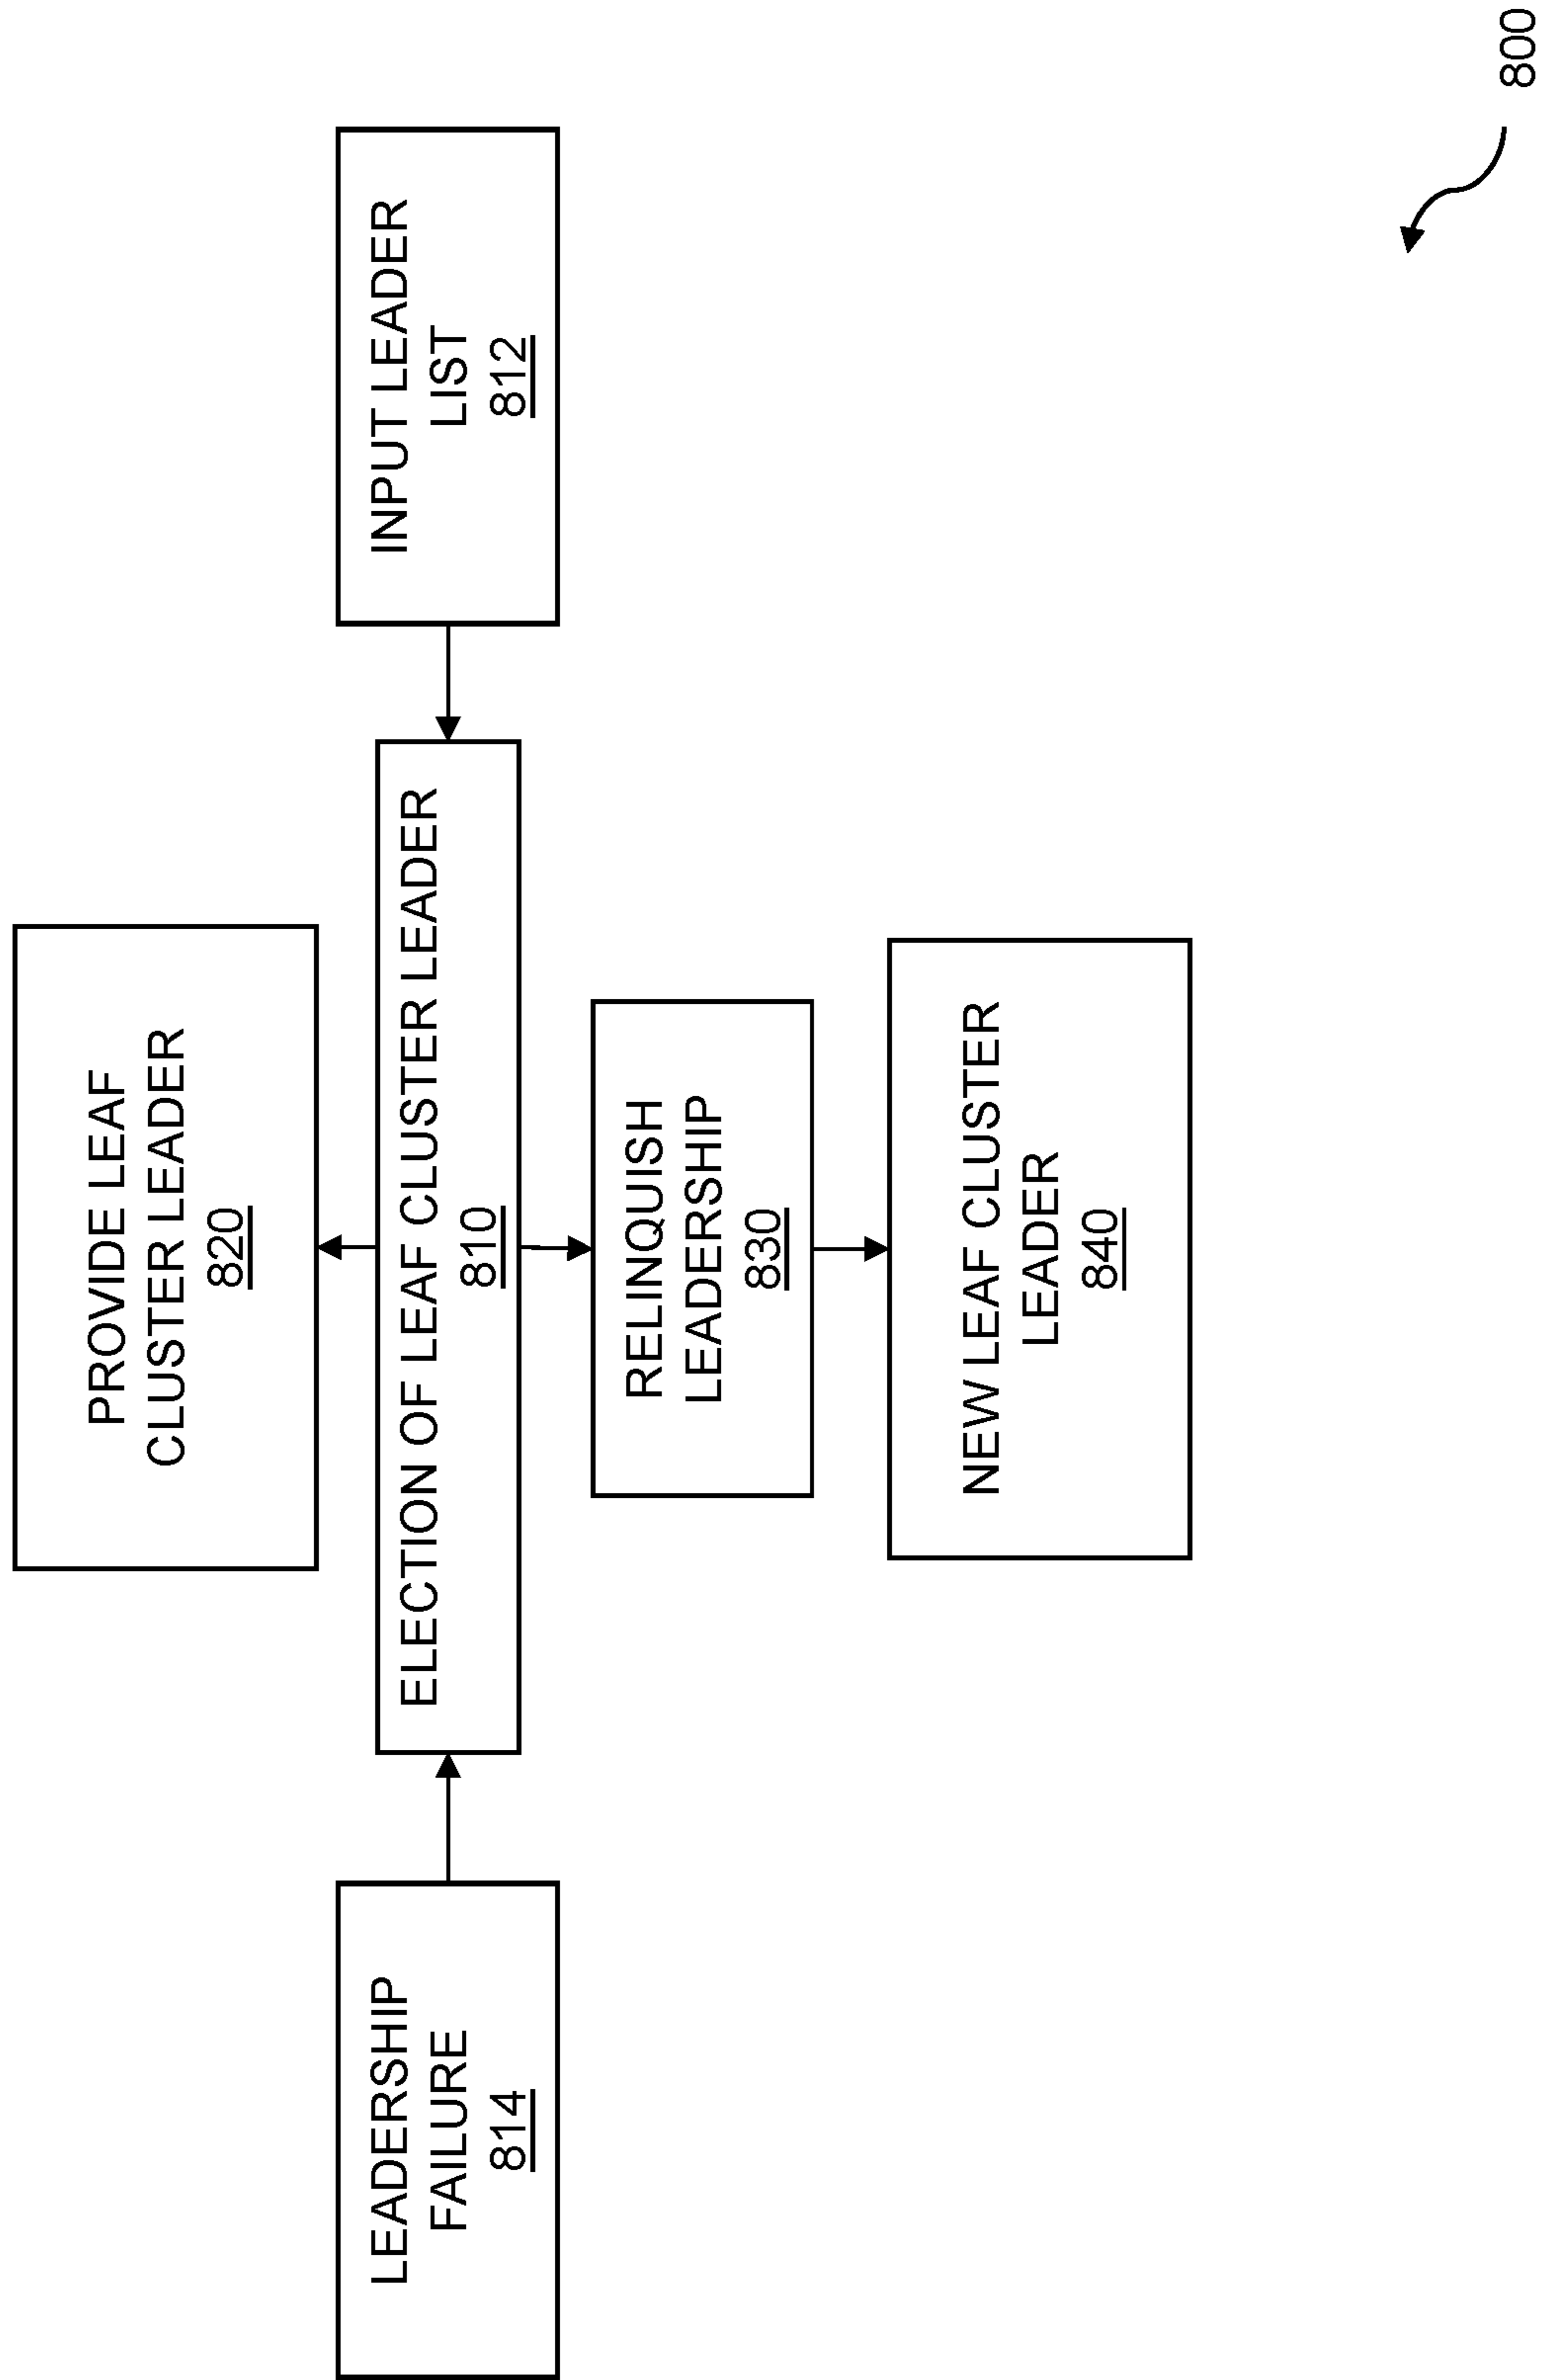 PROVIDE LEAF
CLUSTER LEADER
820
LEADERSHIP
FAILURE
814
ELECTION OF LEAF CLUSTER LEADER
810
INPUT LEADER
LIST
812
RELINQUISH
LEADERSHIP
830
NEW LEAF CLUSTER
LEADER
840
800